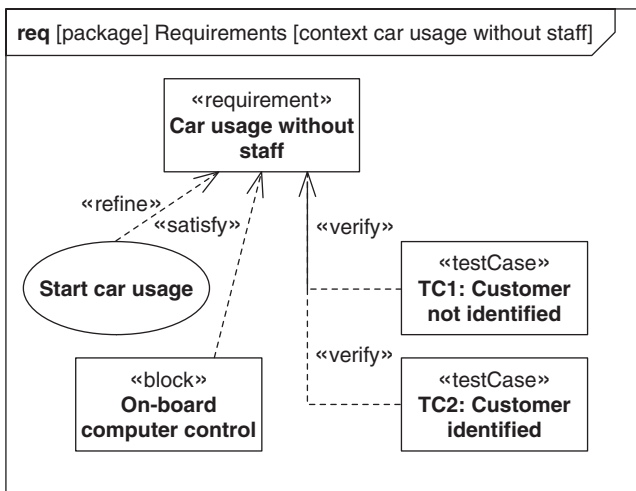 req [package] Requirements [context car usage without staff]
«requirement»
Car usage without
staff
«refine»
«satisfy»
«verify»
Start car usage
«testCase»
TC1: Customer
not identified
«verify»
«block»
On-board
computer control
«testCase»
TC2: Customer
identified